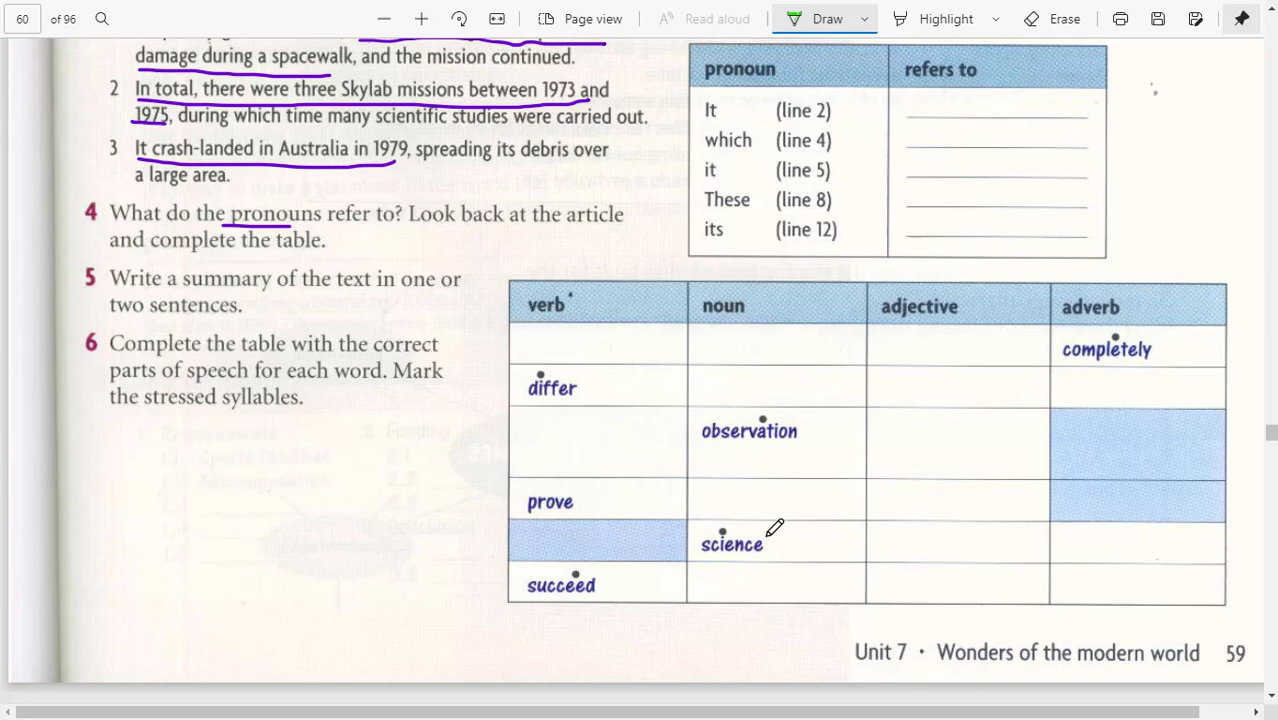 60 of 96 Page view Read aloud Draw Highlight Erase
damage during a spacewalk, and the mission continued.
2 In total, there were three Skylab missions between 1973 and
1975, during which time many scientific studies were carried out.
3 It crash-landed in Australia in 1979, spreading its debris over
a large area.
4 What do the pronouns refer to? Look back at the article
and complete the table.
5 Write a summary of the text in one or
two sentences.
6 Complete the table with the correct
parts of speech for each word. Mark
the stressed syllables.
pronoun refers to
It (line 2)
which (line 4)
it (line 5)
These (line 8)
its (line 12)
verb noun adjective adverb
completely
differ
observation
prove
science
succeed
Unit 7 • Wonders of the modern world 59